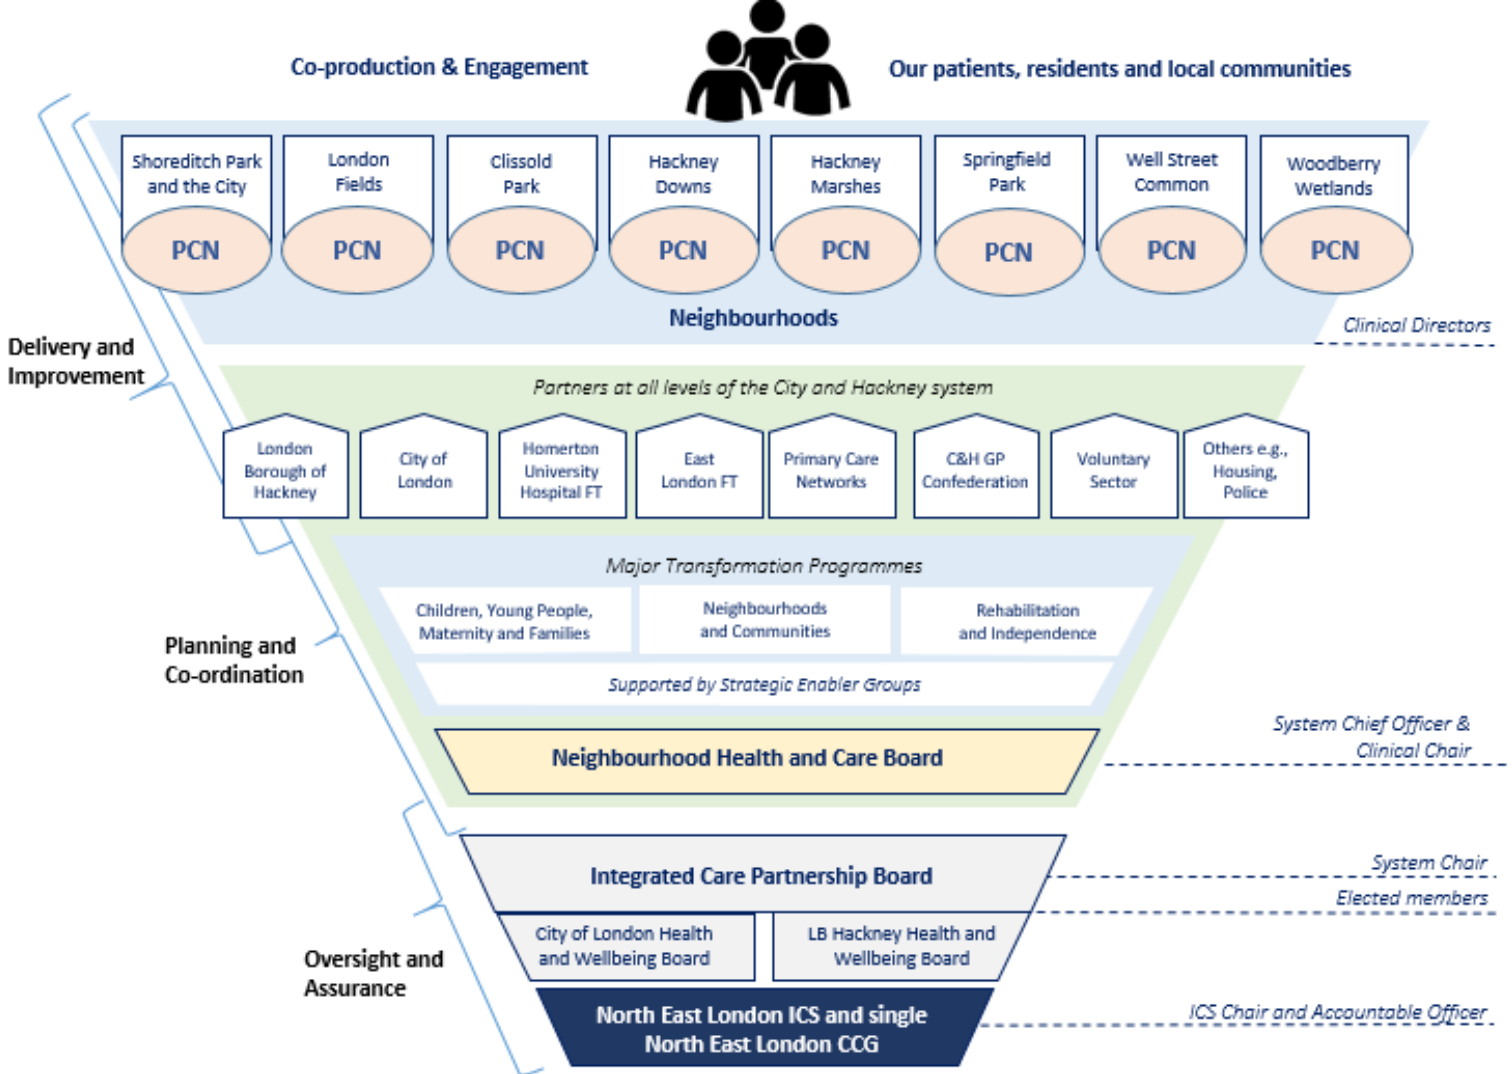 Co-production & Engagement
Our patients, residents and local communities
Shoreditch Park
and the City
PCN
London
Fields
PCN
Clissold
Park
PCN
Hackney
Downs
PCN
Hackney
Marshes
PCN
Springfield
Park
PCN
Well Street
Common
PCN
Woodberry
Wetlands
PCN
Neighbourhoods
Clinical Directors
Delivery and
Improvement
Partners at all levels of the City and Hackney system
London
Borough of
Hackney
City of
London
Homerton
University
Hospital FT
East
London FT
Primary Care
Networks
C&H GP
Confederation
Voluntary
Sector
Others e.g.,
Housing,
Police
Major Transformation Programmes
Children, Young People,
Maternity and Families
Neighbourhoods
and Communities
Rehabilitation
and Independence
Planning and
Co-ordination
Supported by Strategic Enabler Groups
Neighbourhood Health and Care Board
System Chief Officer &
Clinical Chair
Integrated Care Partnership Board
System Chair
Elected members
City of London Health
and Wellbeing Board
LB Hackney Health and
Wellbeing Board
Oversight and
Assurance
North East London ICS and single
North East London CCG
ICS Chair and Accountable Officer